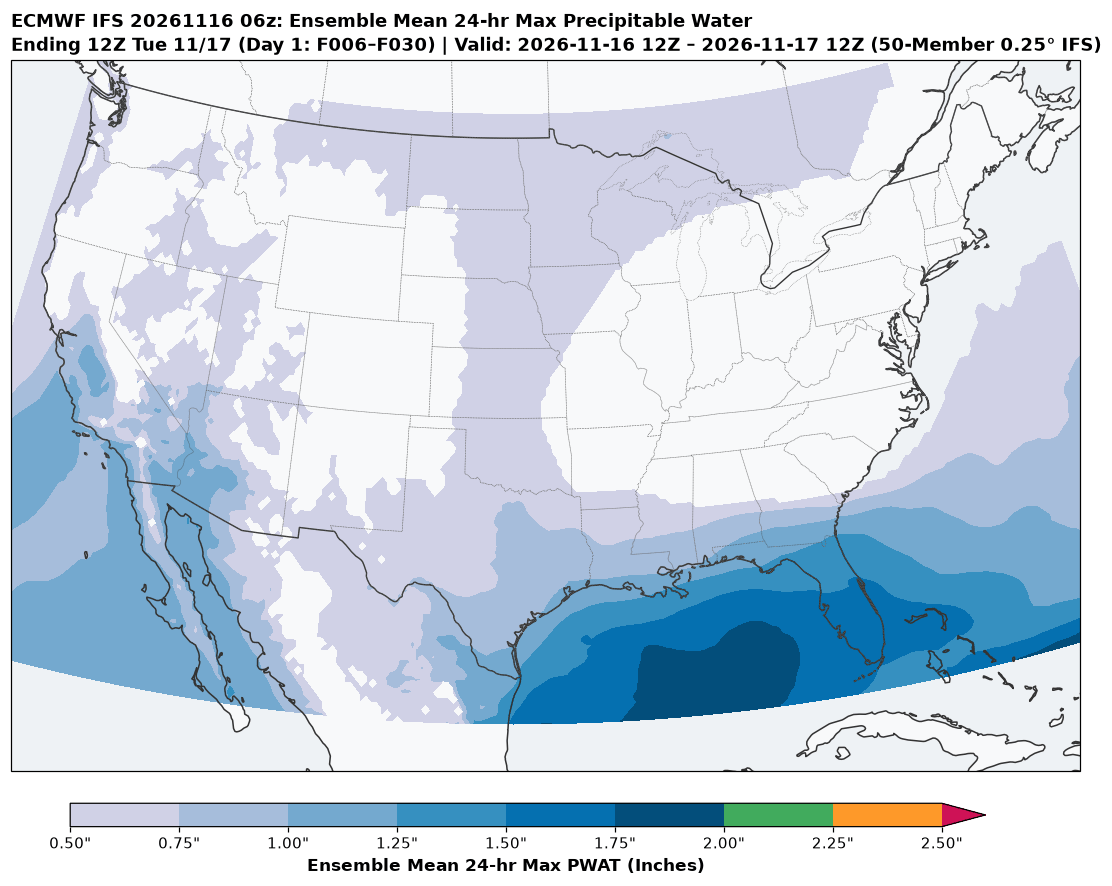 ECMWF IFS 20261116 06z: Ensemble Mean 24-hr Max Precipitable Water
Ending 12Z Tue 11/17 (Day 1: F006–F030) | Valid: 2026-11-16 12Z – 2026-11-17 12Z (50-Member 0.25° IFS)
0.50" 0.75" 1.00" 1.25" 1.50" 1.75" 2.00" 2.25" 2.50"
Ensemble Mean 24-hr Max PWAT (Inches)